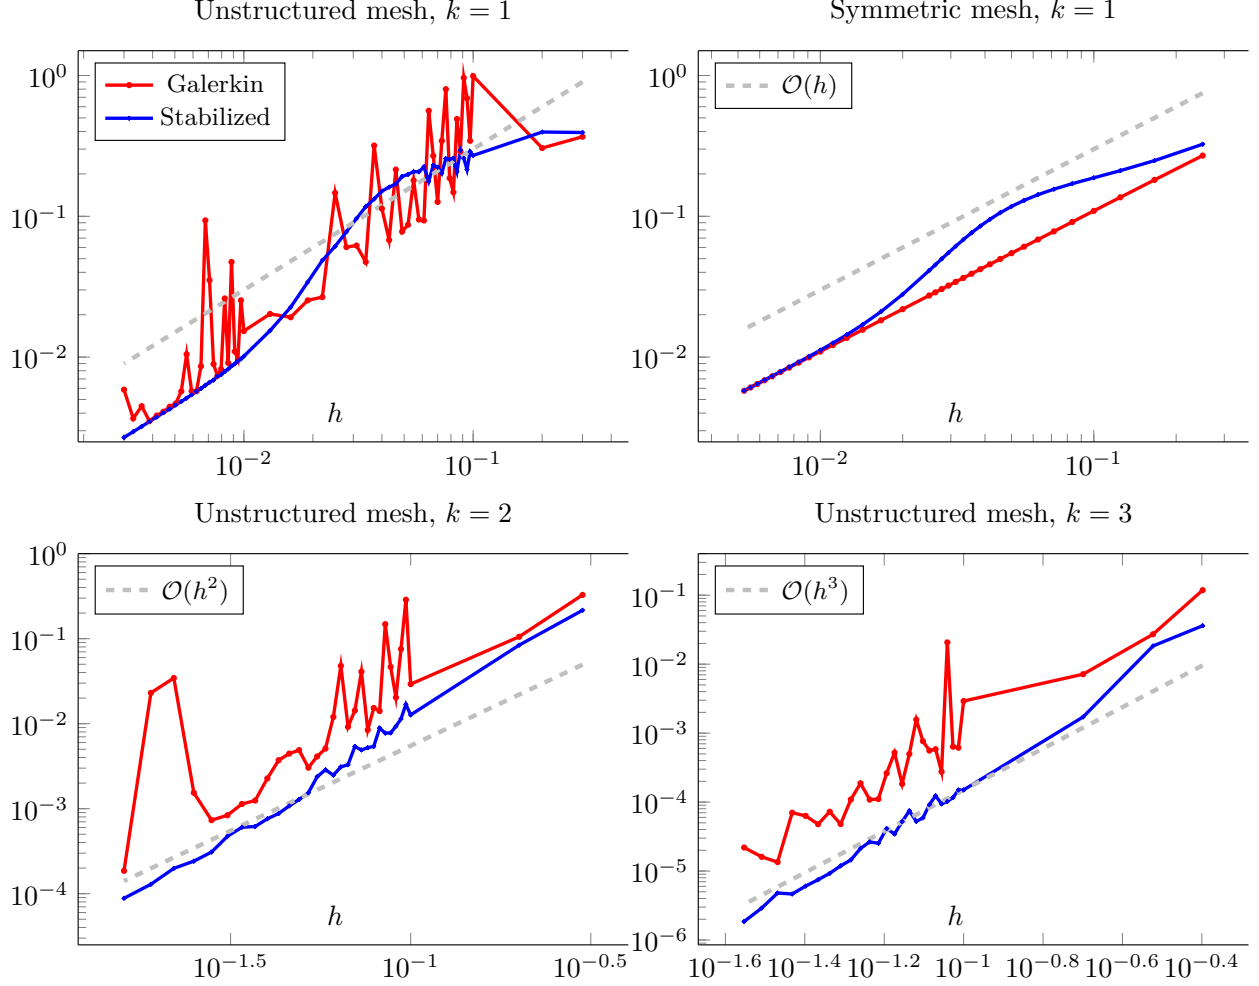 Unstructured mesh, k = 1
10^0
10^−1
10^−2
Galerkin
Stabilized
h
10^−2
10^−1
Symmetric mesh, k = 1
10^0
10^−1
10^−2
O(h)
h
10^−2
10^−1
Unstructured mesh, k = 2
10^0
10^−1
10^−2
10^−3
10^−4
O(h^2)
h
10^−1.5
10^−1
10^−0.5
Unstructured mesh, k = 3
10^−1
10^−2
10^−3
10^−4
10^−5
10^−6
O(h^3)
h
10^−1.6
10^−1.4
10^−1.2
10^−1
10^−0.8
10^−0.6
10^−0.4